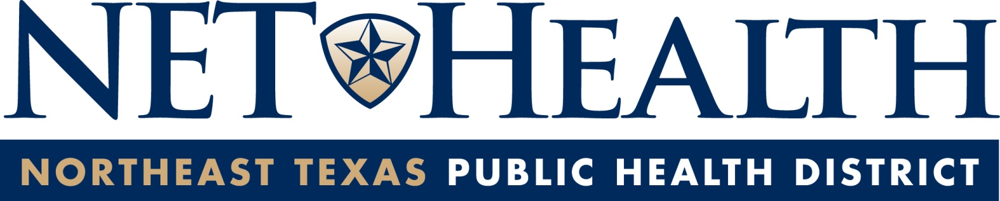 NET HEALTH
NORTHEAST TEXAS PUBLIC HEALTH DISTRICT